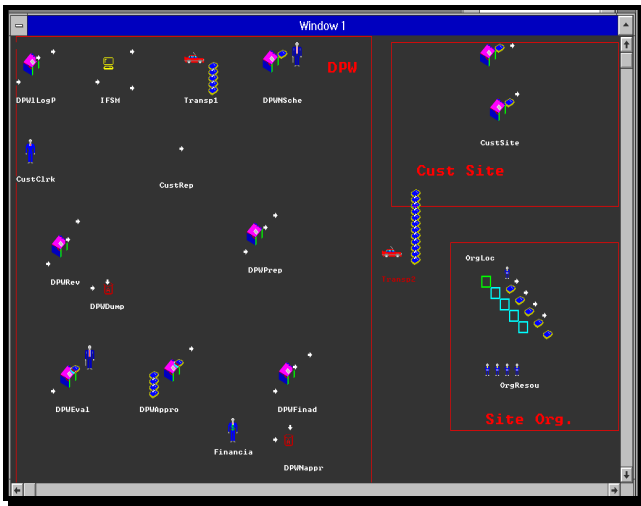 Window 1
DPW1LogP
IFSM
Transp1
DPWNSche
DPW
CustSite
CustClrk
CustRep
Cust Site
DPWRev
DPWDump
DPWPrep
OrgLoc
DPWEval
DPWAppro
DPWFinad
OrgResou
Site Org.
Financia
DPWNappr